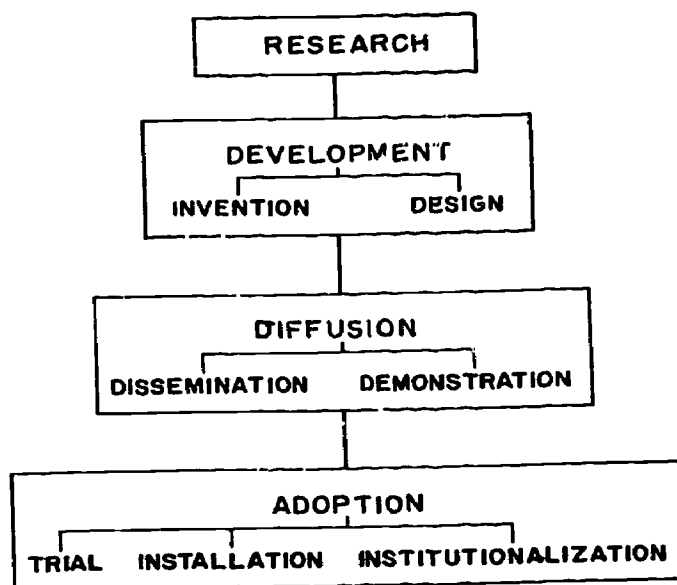 RESEARCH
DEVELOPMENT
INVENTION DESIGN
DIFFUSION
DISSEMINATION DEMONSTRATION
ADOPTION
TRIAL INSTALLATION INSTITUTIONALIZATION